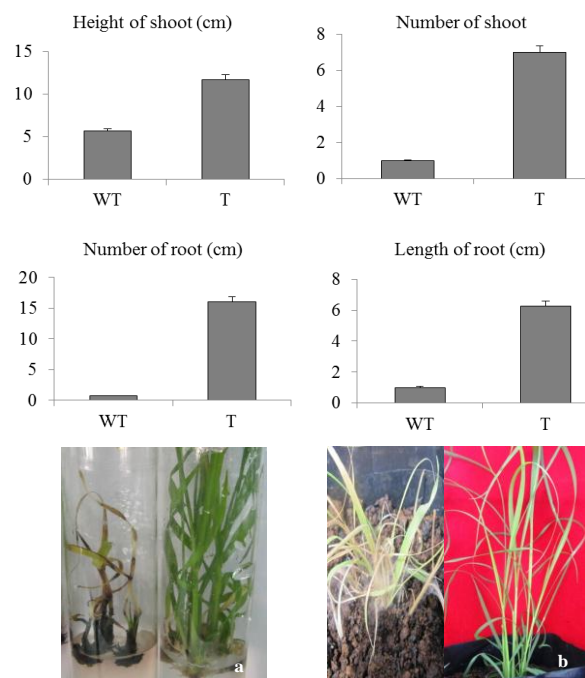 Height of shoot (cm)
15
10
5
0
WT T
Number of shoot
8
6
4
2
0
WT T
Number of root (cm)
20
15
10
5
0
WT T
Length of root (cm)
8
6
4
2
0
WT T
a
b